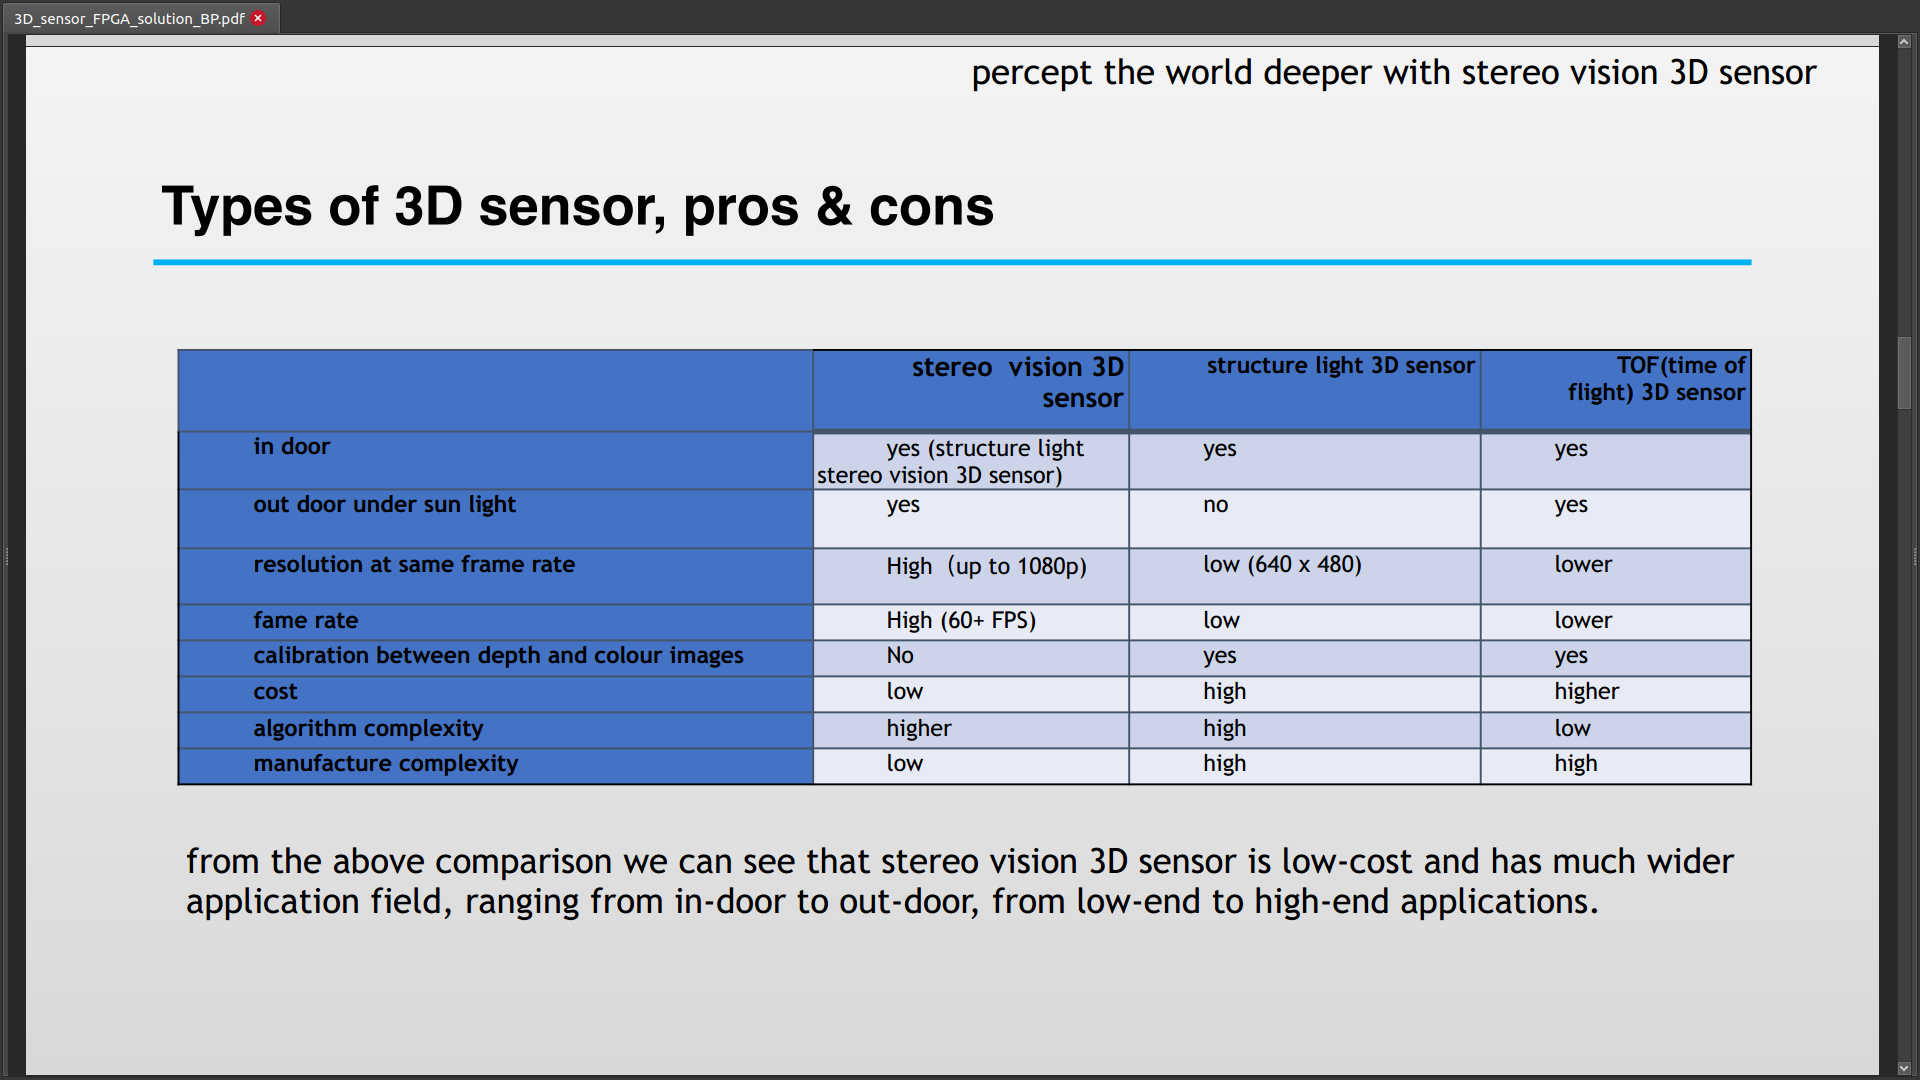 3D_sensor_FPGA_solution_BP.pdf
percept the world deeper with stereo vision 3D sensor
Types of 3D sensor, pros & cons
stereo vision 3D
sensor
structure light 3D sensor
TOF(time of
flight) 3D sensor
in door
yes (structure light
stereo vision 3D sensor)
yes
yes
out door under sun light
yes
no
yes
resolution at same frame rate
High (up to 1080p)
low (640 x 480)
lower
fame rate
High (60+ FPS)
low
lower
calibration between depth and colour images
No
yes
yes
cost
low
high
higher
algorithm complexity
higher
high
low
manufacture complexity
low
high
high
from the above comparison we can see that stereo vision 3D sensor is low-cost and has much wider
application field, ranging from in-door to out-door, from low-end to high-end applications.